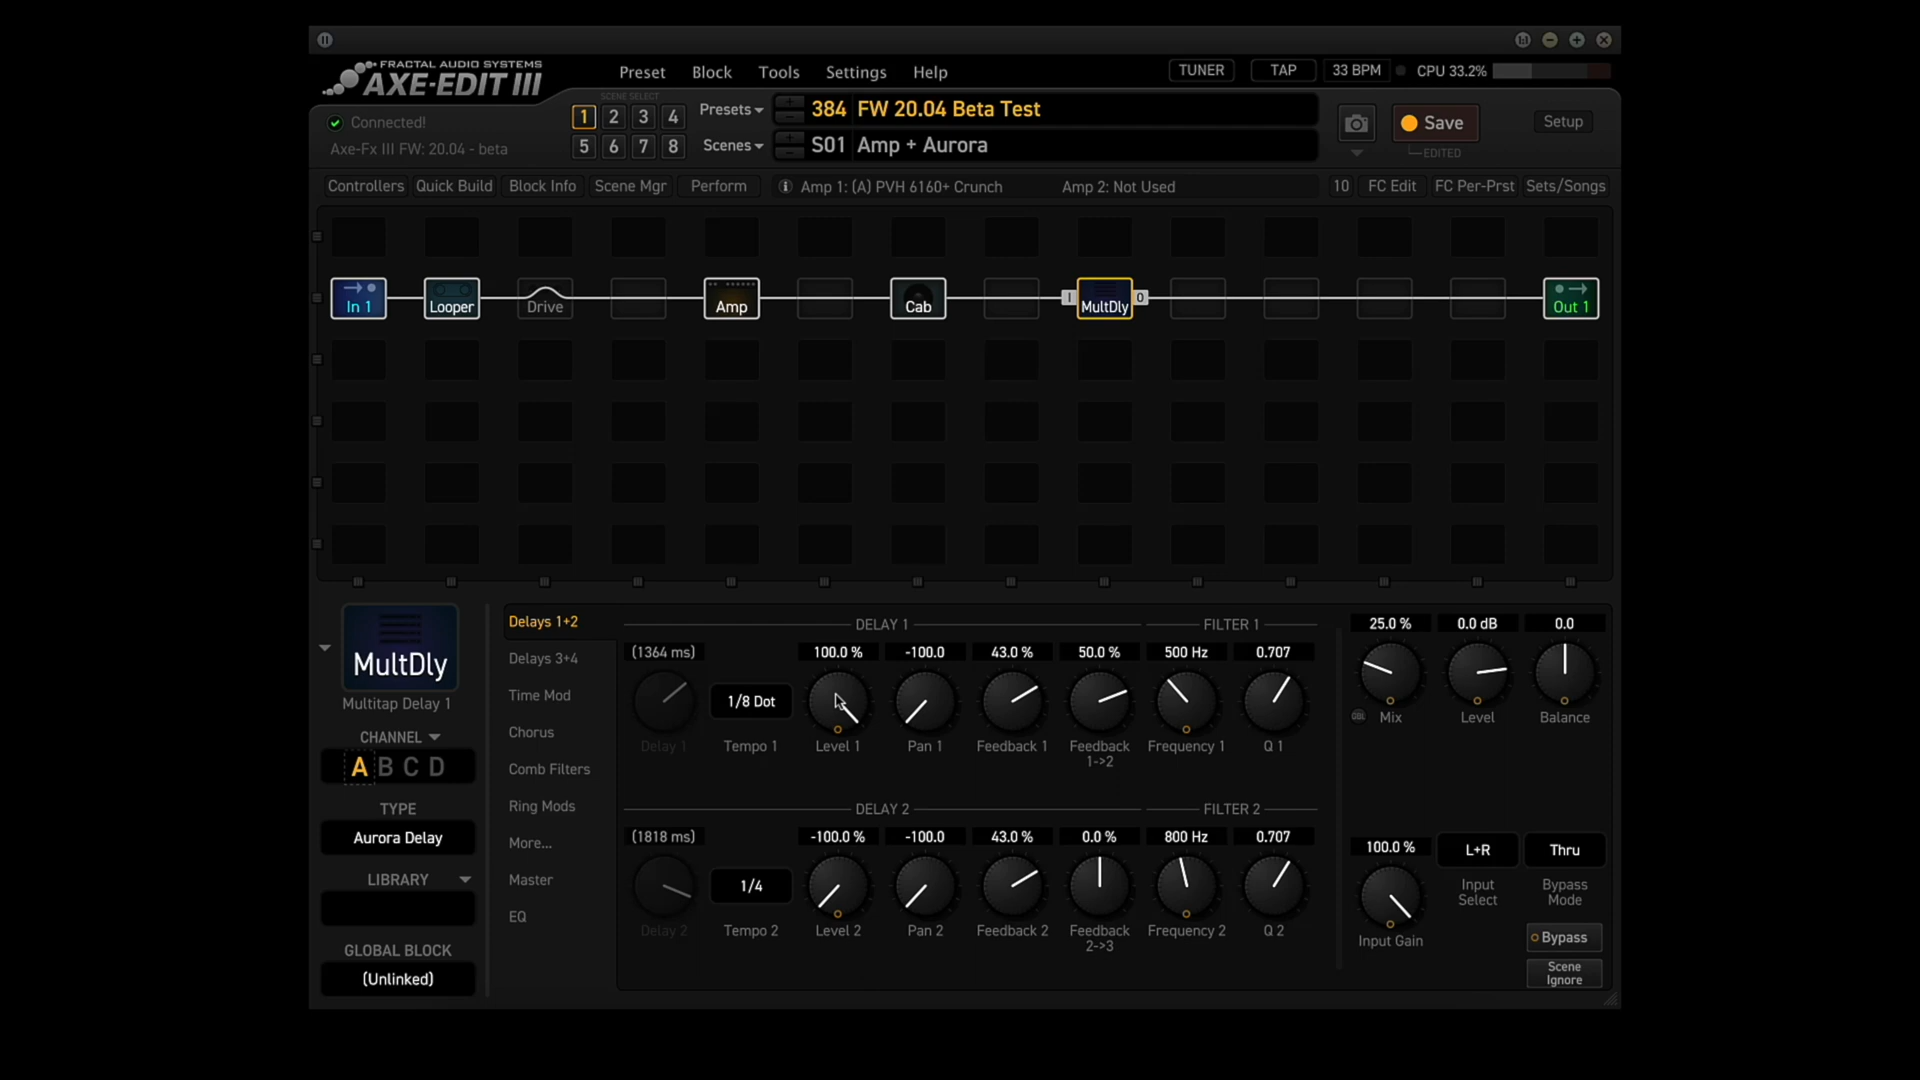 FRACTAL AUDIO SYSTEMS
AXE-EDIT III
Preset Block Tools Settings Help
TUNER TAP 33 BPM CPU 33.2%
SCENE SELECT
1 2 3 4
5 6 7 8
Presets 384 FW 20.04 Beta Test
Scenes S01 Amp + Aurora
Save
EDITED
Setup
Connected!
Axe-Fx III FW: 20.04 - beta
Controllers Quick Build Block Info Scene Mgr Perform Amp 1: (A) PVH 6160+ Crunch Amp 2: Not Used 10 FC Edit FC Per-Prst Sets/Songs
In 1 Looper Drive Amp Cab I MultDly O Out 1
MultDly
Multitap Delay 1
CHANNEL
A B C D
TYPE
Aurora Delay
LIBRARY
GLOBAL BLOCK
(Unlinked)
Delays 1+2
Delays 3+4
Time Mod
Chorus
Comb Filters
Ring Mods
More...
Master
EQ
DELAY 1 FILTER 1
(1364 ms) 100.0 % -100.0 43.0 % 50.0 % 500 Hz 0.707
1/8 Dot
Delay 1 Tempo 1 Level 1 Pan 1 Feedback 1 Feedback 1->2 Frequency 1 Q 1
DELAY 2 FILTER 2
(1818 ms) -100.0 % -100.0 43.0 % 0.0 % 800 Hz 0.707
1/4
Delay 2 Tempo 2 Level 2 Pan 2 Feedback 2 Feedback 2->3 Frequency 2 Q 2
25.0 % 0.0 dB 0.0
Mix Level Balance
100.0 % L+R Thru
Input Gain Input Select Bypass Mode
Bypass
Scene Ignore